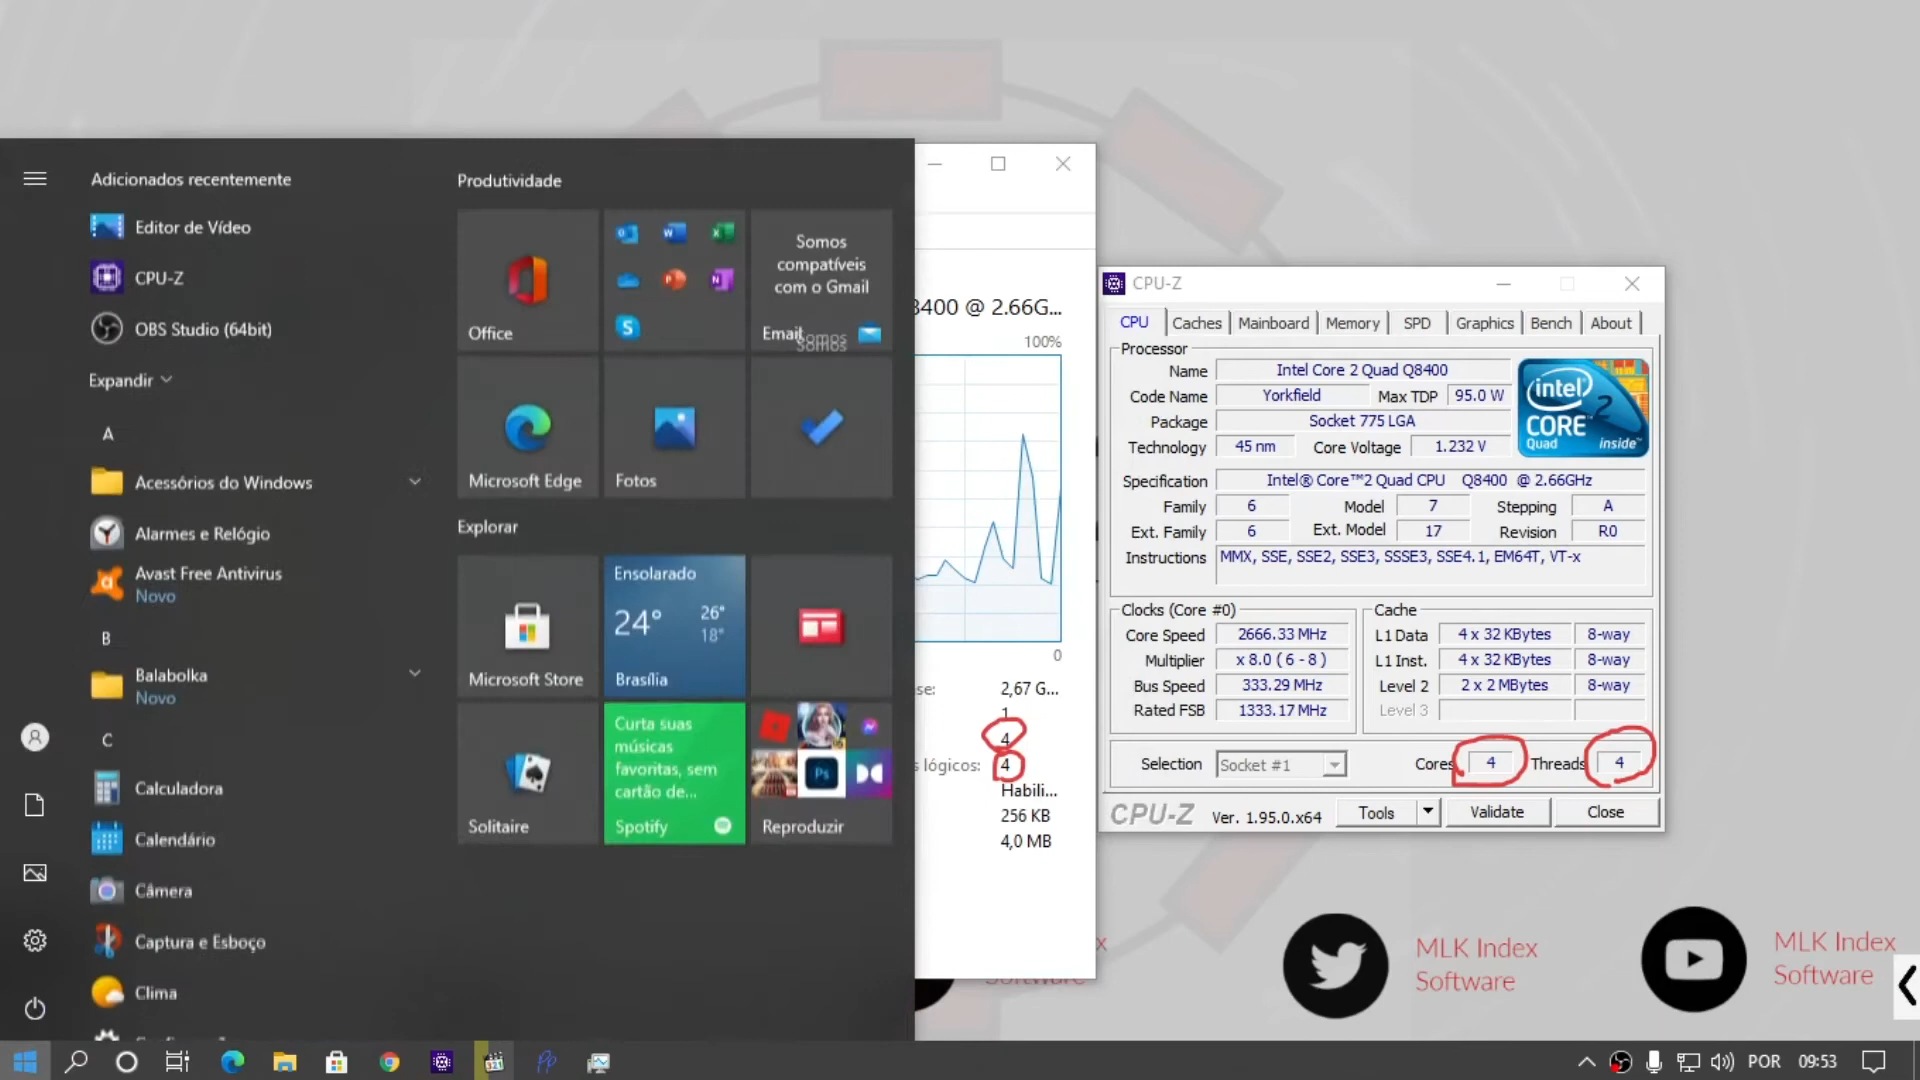 Adicionados recentemente
Editor de Vídeo
CPU-Z
OBS Studio (64bit)
Expandir
A
Acessórios do Windows
Alarmes e Relógio
Avast Free Antivirus
Novo
B
Balabolka
Novo
C
Calculadora
Calendário
Câmera
Captura e Esboço
Clima
Produtividade
Office
Somos
compatíveis
com o Gmail
Email
Somos
Microsoft Edge
Fotos
Explorar
Microsoft Store
Ensolarado
24° 26°
18°
Brasília
Solitaire
Curta suas
músicas
favoritas, sem
cartão de...
Spotify
Ps
Reproduzir
8400 @ 2.66G...
100%
0
se: 2,67 G...
1
4
s lógicos: 4
Habili...
256 KB
4,0 MB
CPU-Z
CPU Caches Mainboard Memory SPD Graphics Bench About
Processor
Name Intel Core 2 Quad Q8400
Code Name Yorkfield Max TDP 95.0 W
Package Socket 775 LGA
Technology 45 nm Core Voltage 1.232 V
intel
CORE 2
Quad inside™
Specification Intel® Core™2 Quad CPU Q8400 @ 2.66GHz
Family 6 Model 7 Stepping A
Ext. Family 6 Ext. Model 17 Revision R0
Instructions MMX, SSE, SSE2, SSE3, SSSE3, SSE4.1, EM64T, VT-x
Clocks (Core #0)
Core Speed 2666.33 MHz
Multiplier x 8.0 ( 6 - 8 )
Bus Speed 333.29 MHz
Rated FSB 1333.17 MHz
Cache
L1 Data 4 x 32 KBytes 8-way
L1 Inst. 4 x 32 KBytes 8-way
Level 2 2 x 2 MBytes 8-way
Level 3
Selection Socket #1 Cores 4 Threads 4
CPU-Z Ver. 1.95.0.x64 Tools Validate Close
MLK Index
Software
MLK Index
Software
POR 09:53